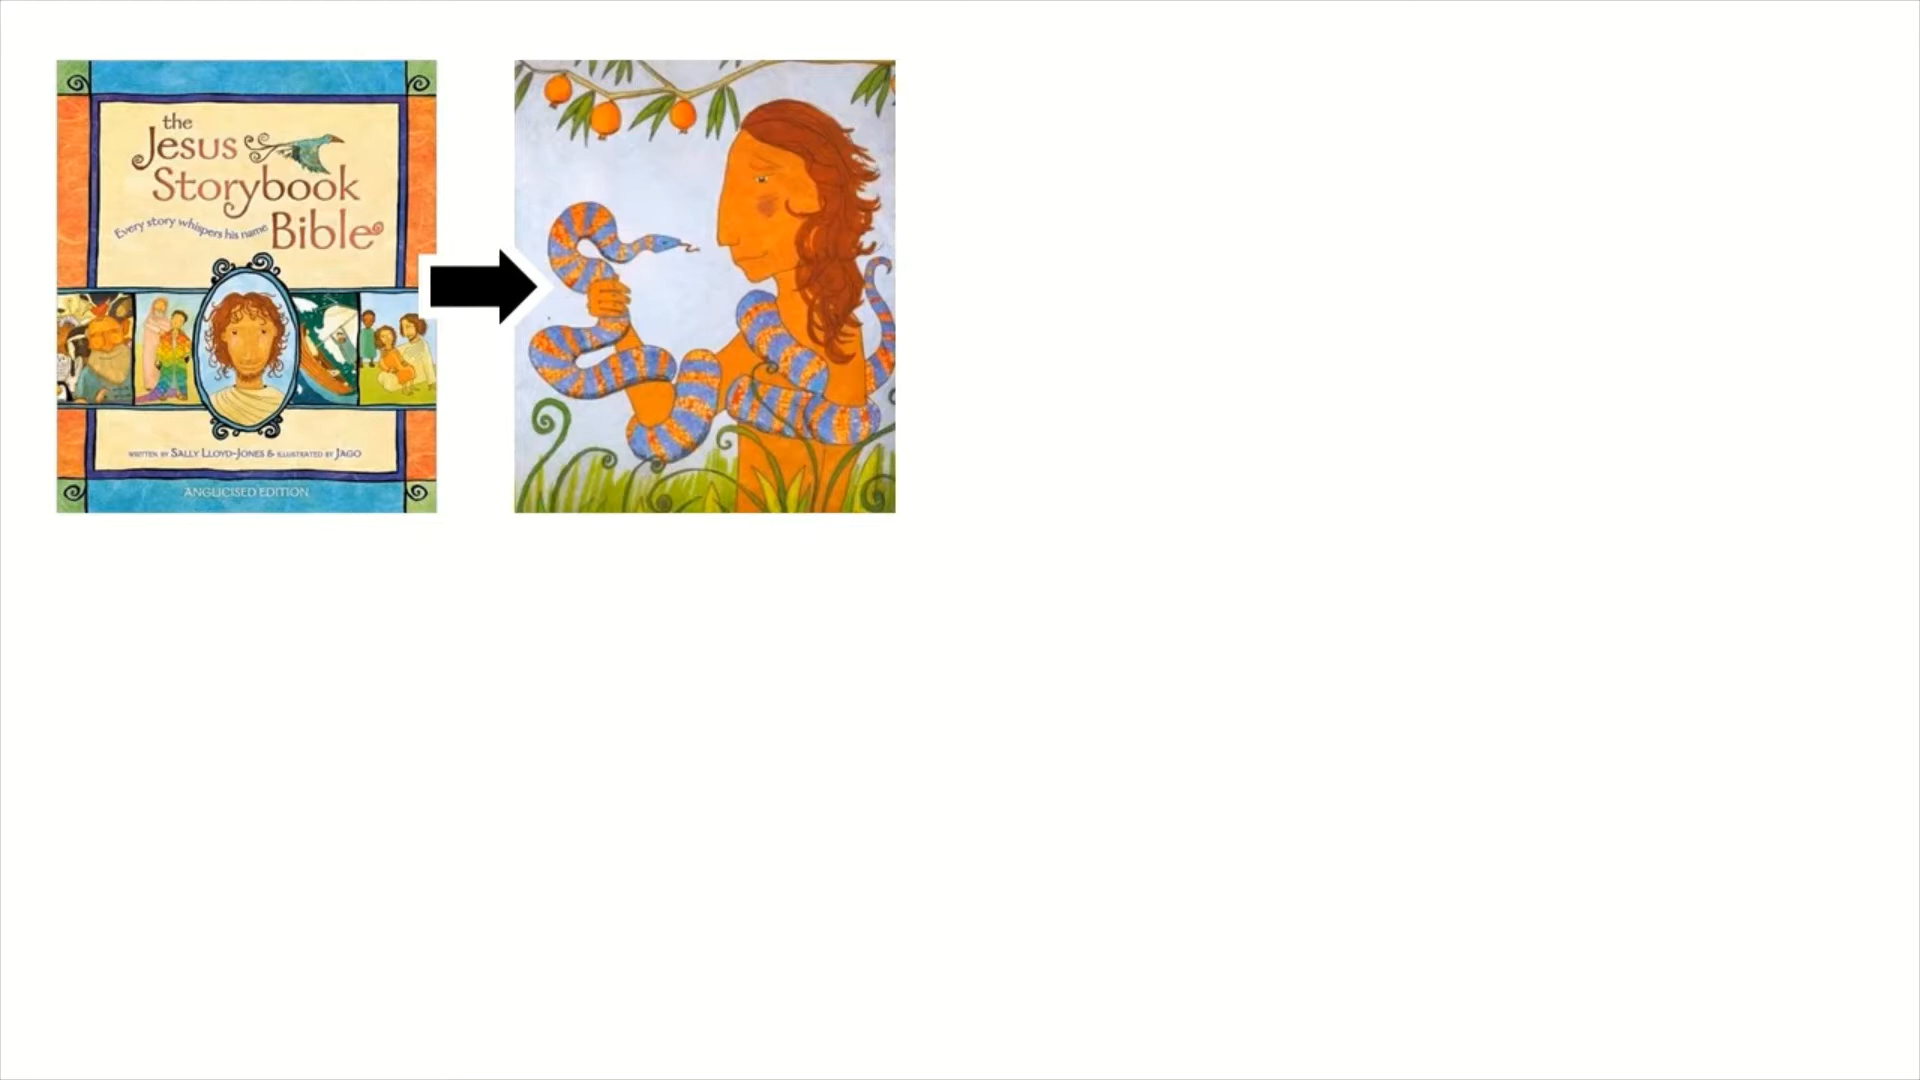 the
Jesus
Storybook
Every story whispers his name
Bible
WRITTEN BY SALLY LLOYD-JONES & ILLUSTRATED BY JAGO
ANGLICISED EDITION